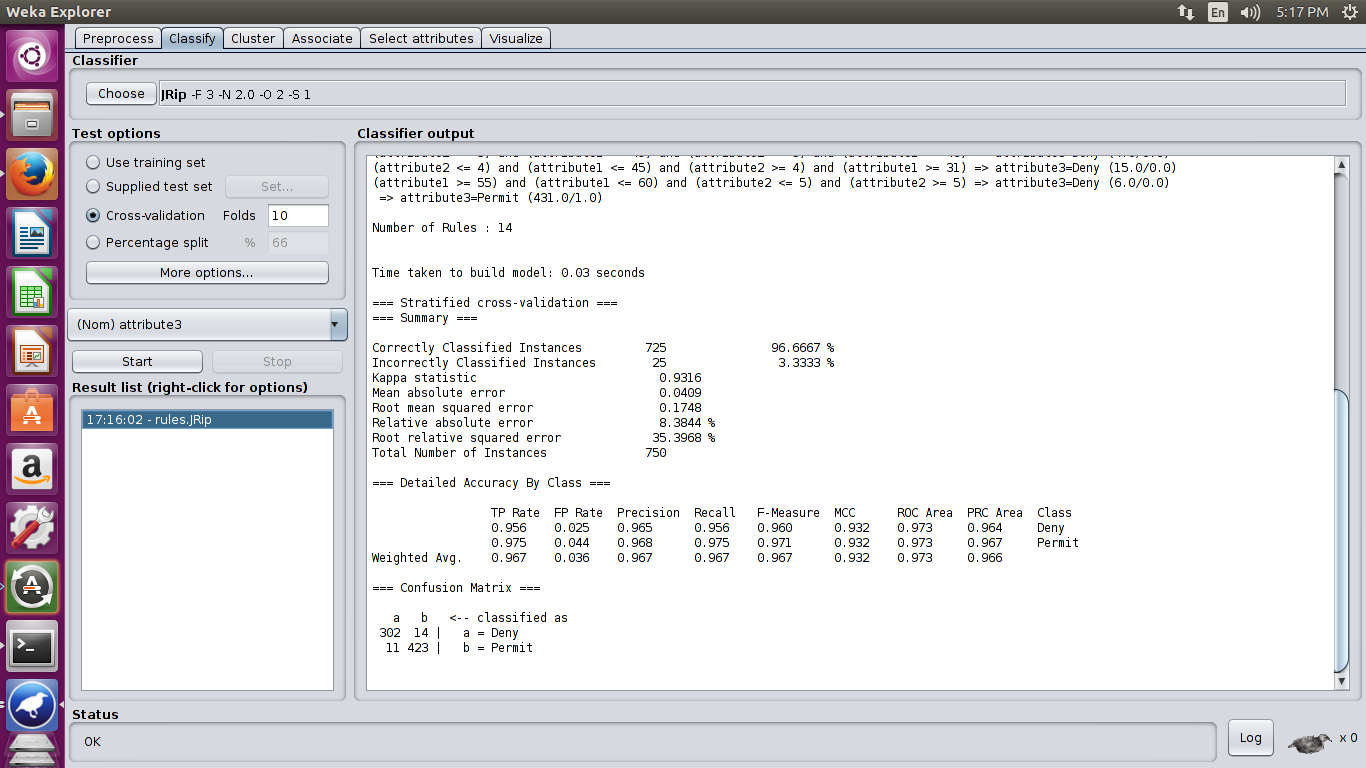 Weka Explorer
En
5:17 PM
Preprocess Classify Cluster Associate Select attributes Visualize
Classifier
Choose JRip -F 3 -N 2.0 -O 2 -S 1
Test options
Use training set
Supplied test set Set...
Cross-validation Folds 10
Percentage split % 66
More options...
(Nom) attribute3
Start Stop
Result list (right-click for options)
17:16:02 - rules.JRip
Classifier output
(attribute2 <= 4) and (attribute1 <= 45) and (attribute2 >= 4) and (attribute1 >= 31) => attribute3=Deny (15.0/0.0)
(attribute1 >= 55) and (attribute1 <= 60) and (attribute2 <= 5) and (attribute2 >= 5) => attribute3=Deny (6.0/0.0)
=> attribute3=Permit (431.0/1.0)
Number of Rules : 14
Time taken to build model: 0.03 seconds
=== Stratified cross-validation ===
=== Summary ===
Correctly Classified Instances 725 96.6667 %
Incorrectly Classified Instances 25 3.3333 %
Kappa statistic 0.9316
Mean absolute error 0.0409
Root mean squared error 0.1748
Relative absolute error 8.3844 %
Root relative squared error 35.3968 %
Total Number of Instances 750
=== Detailed Accuracy By Class ===
TP Rate FP Rate Precision Recall F-Measure MCC ROC Area PRC Area Class
0.956 0.025 0.965 0.956 0.960 0.932 0.973 0.964 Deny
0.975 0.044 0.968 0.975 0.971 0.932 0.973 0.967 Permit
Weighted Avg. 0.967 0.036 0.967 0.967 0.967 0.932 0.973 0.966
=== Confusion Matrix ===
a b <-- classified as
302 14 | a = Deny
11 423 | b = Permit
Status
OK
Log
x 0